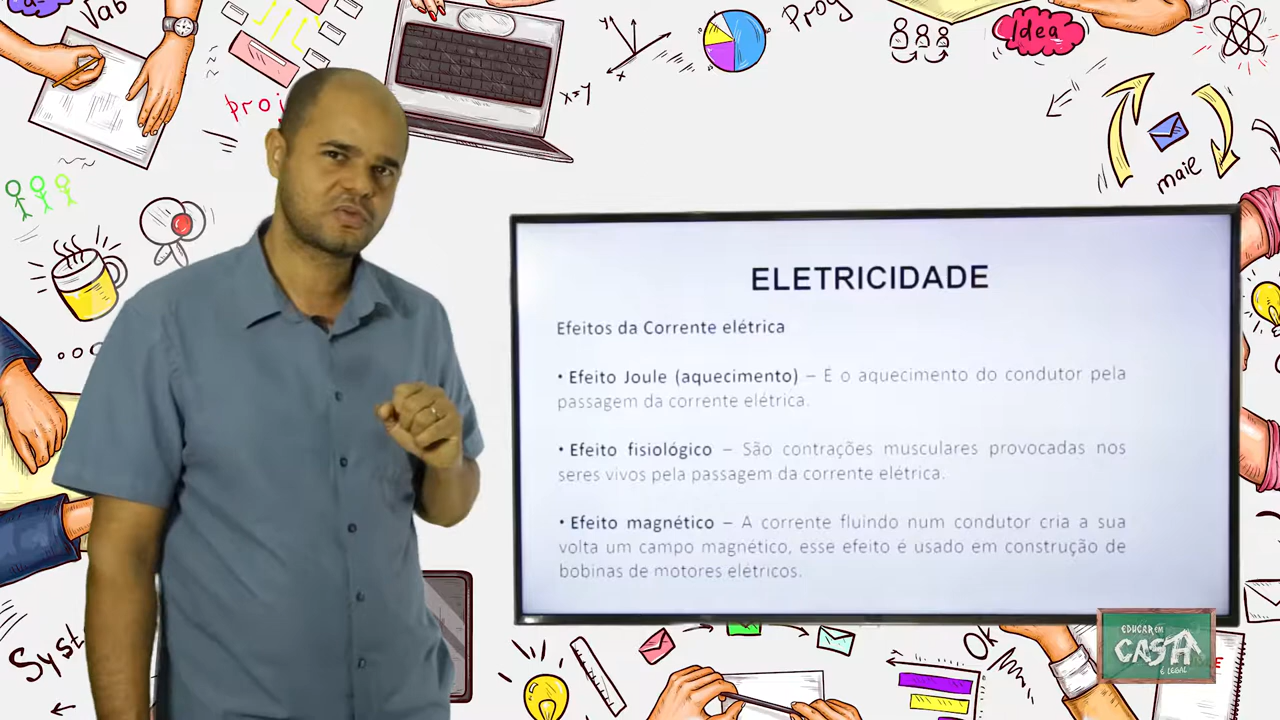 Vab
Y1
X
X=Y
Prog
Idea
proj
maie
ELETRICIDADE
Efeitos da Corrente elétrica
• Efeito Joule (aquecimento) – É o aquecimento do condutor pela
passagem da corrente elétrica.
• Efeito fisiológico – São contrações musculares provocadas nos
seres vivos pela passagem da corrente elétrica.
• Efeito magnético – A corrente fluindo num condutor cria a sua
volta um campo magnético, esse efeito é usado em construção de
bobinas de motores elétricos.
Syst
Ok
EDUCAR EM
CASA
É LEGAL